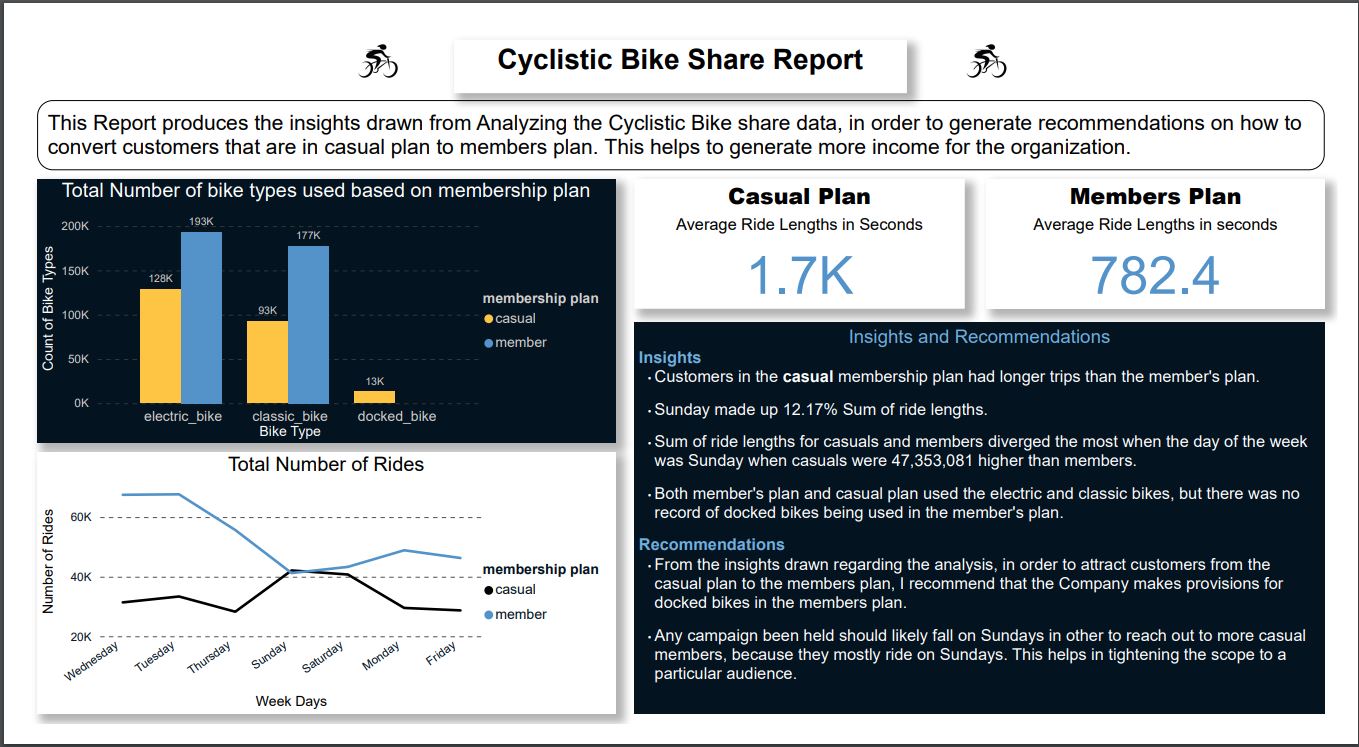 Cyclistic Bike Share Report
This Report produces the insights drawn from Analyzing the Cyclistic Bike share data, in order to generate recommendations on how to
convert customers that are in casual plan to members plan. This helps to generate more income for the organization.
Total Number of bike types used based on membership plan
Count of Bike Types
200K
150K
100K
50K
0K
128K
193K
93K
177K
13K
electric_bike
classic_bike
docked_bike
Bike Type
membership plan
casual
member
Casual Plan
Average Ride Lengths in Seconds
1.7K
Members Plan
Average Ride Lengths in seconds
782.4
Total Number of Rides
Number of Rides
60K
40K
20K
Wednesday
Tuesday
Thursday
Sunday
Saturday
Monday
Friday
Week Days
membership plan
casual
member
Insights and Recommendations
Insights
• Customers in the casual membership plan had longer trips than the member's plan.
• Sunday made up 12.17% Sum of ride lengths.
• Sum of ride lengths for casuals and members diverged the most when the day of the week
was Sunday when casuals were 47,353,081 higher than members.
• Both member's plan and casual plan used the electric and classic bikes, but there was no
record of docked bikes being used in the member's plan.
Recommendations
• From the insights drawn regarding the analysis, in order to attract customers from the
casual plan to the members plan, I recommend that the Company makes provisions for
docked bikes in the members plan.
• Any campaign been held should likely fall on Sundays in other to reach out to more casual
members, because they mostly ride on Sundays. This helps in tightening the scope to a
particular audience.